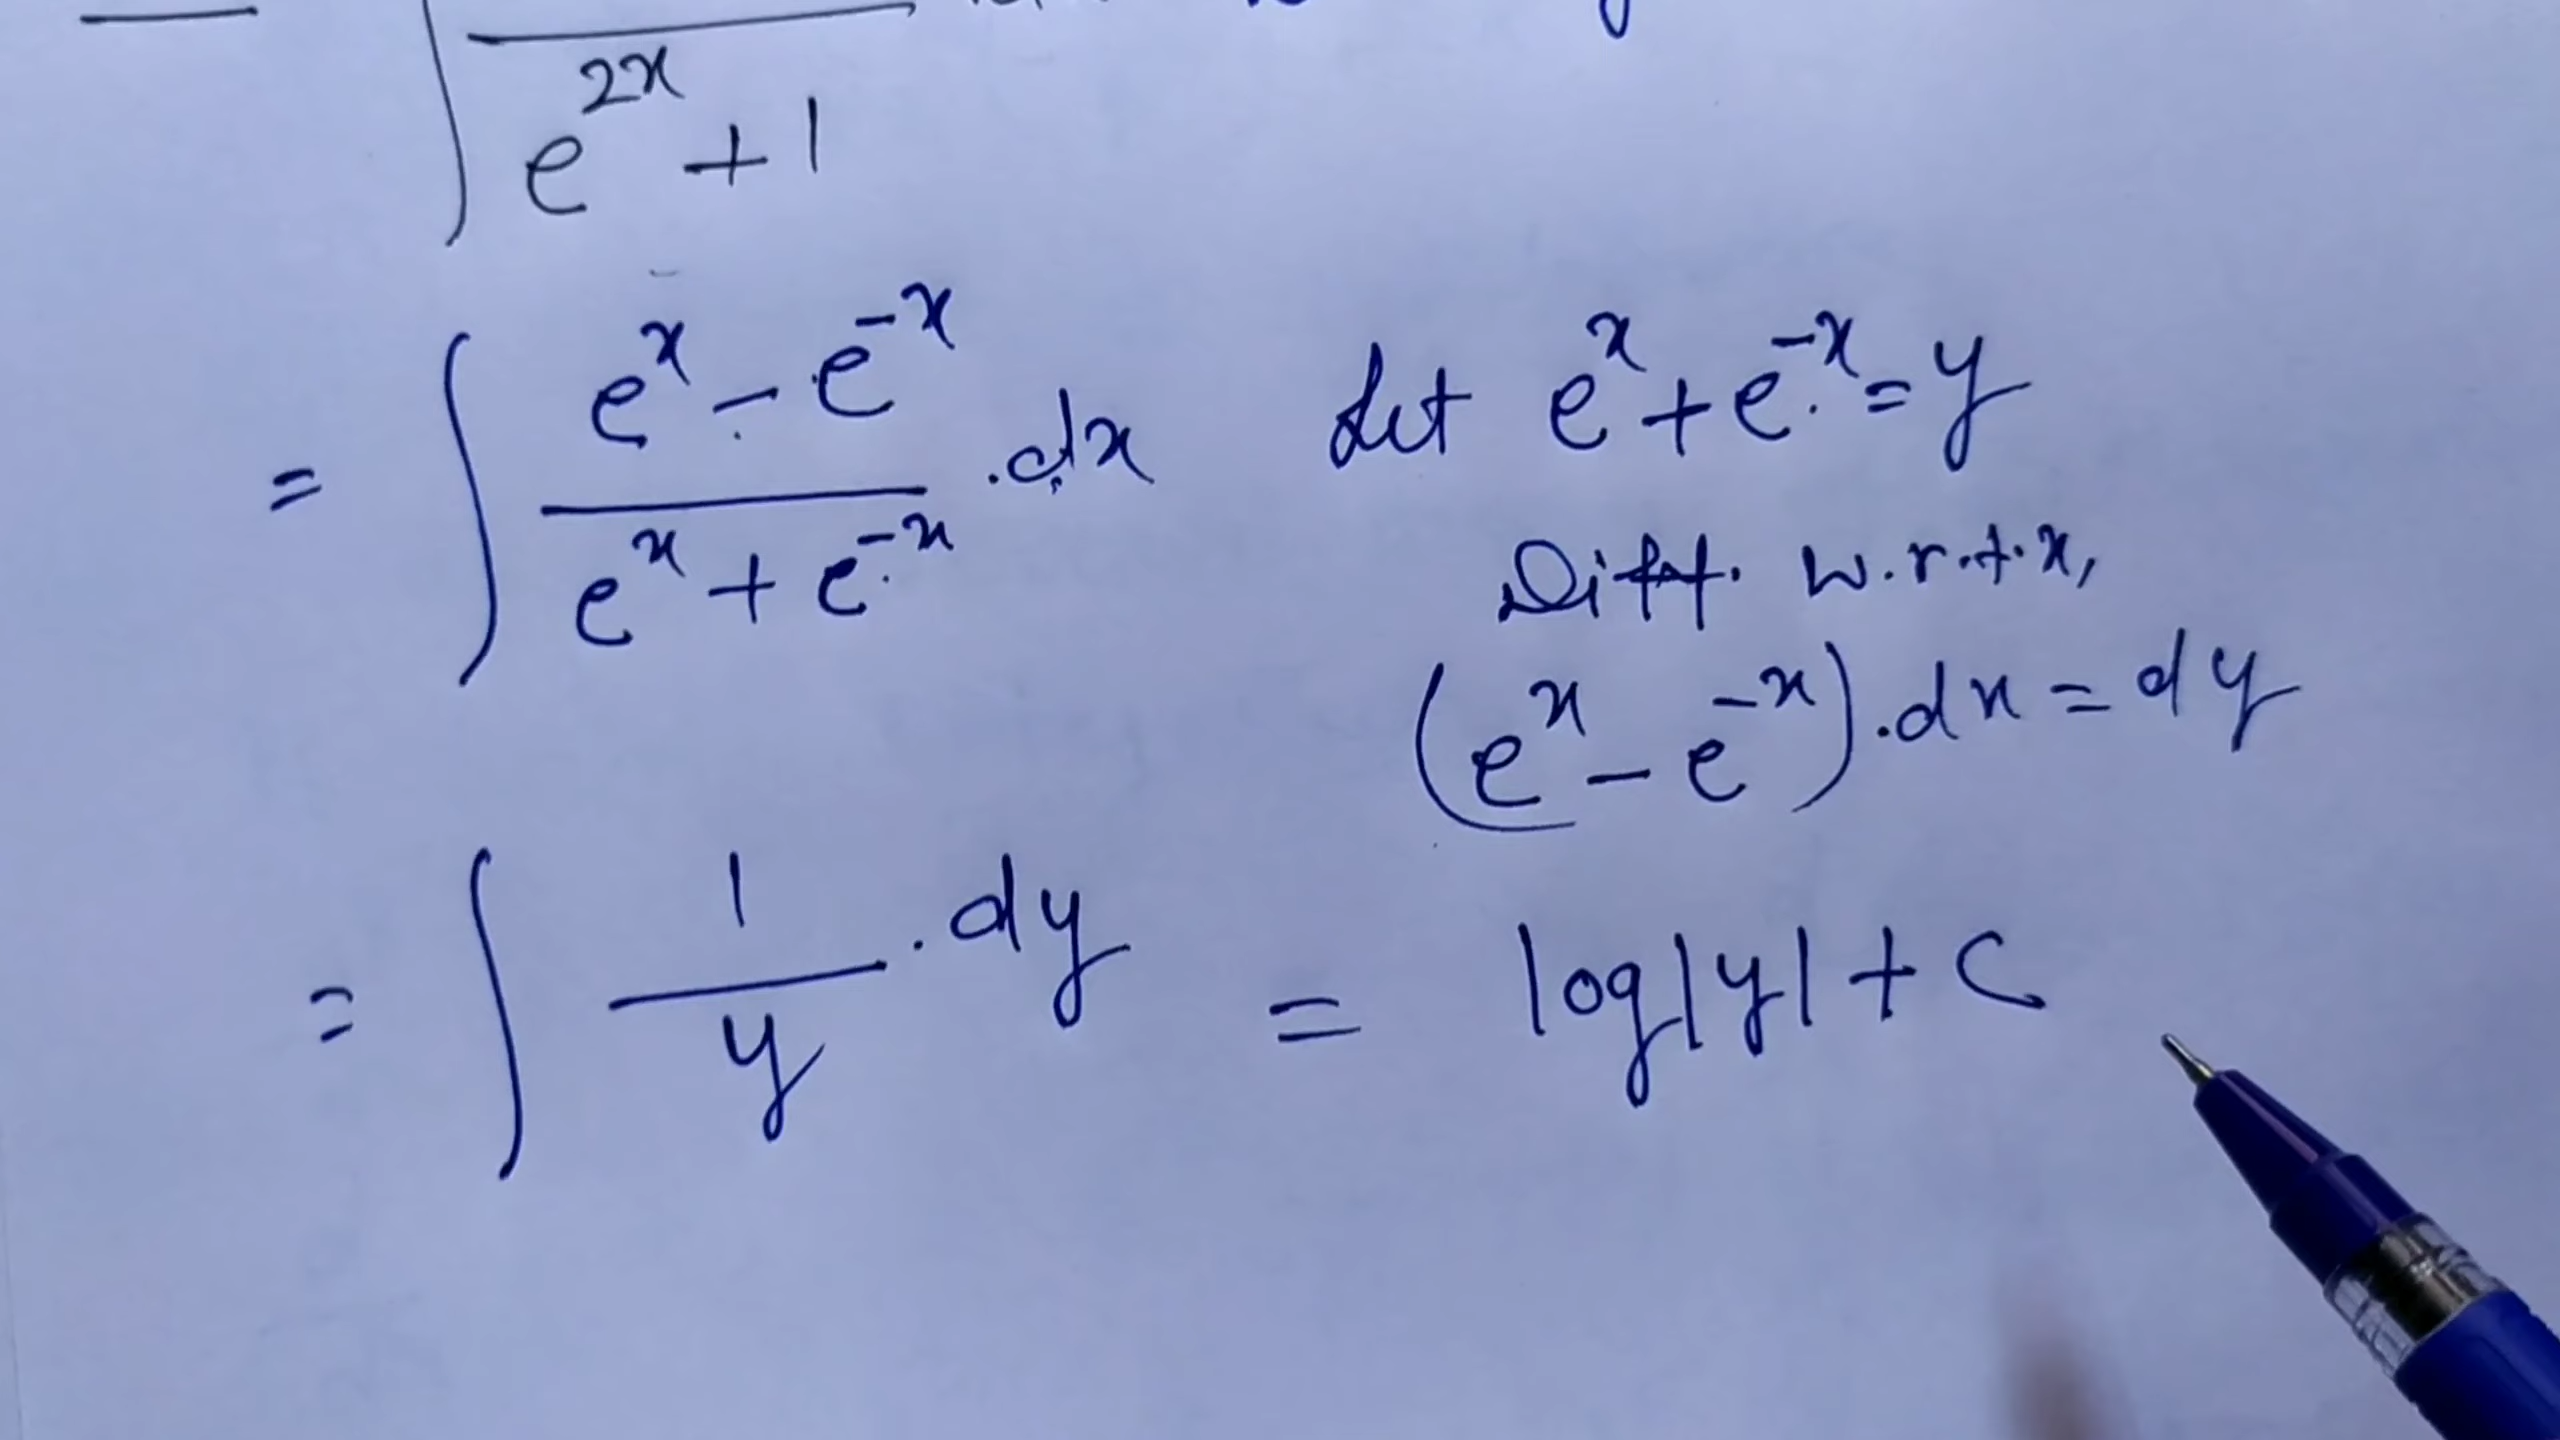 ∫ ――― e^{2x} + 1
= ∫ (e^x - e^{-x}) / (e^x + e^{-x}) .dx Let e^x + e^{-x} = y
Diff. w.r.t. x,
(e^x - e^{-x}).dx = dy
= ∫ 1/y . dy = log|y| + c